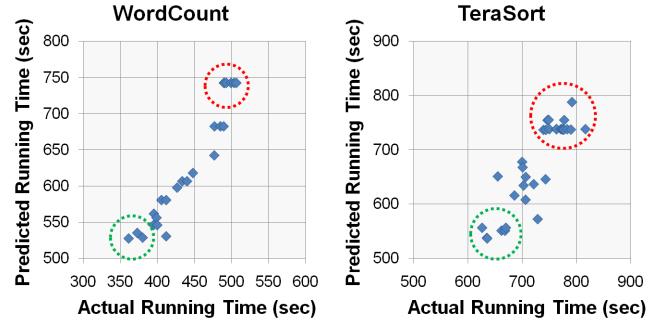 WordCount
Predicted Running Time (sec)
800
750
700
650
600
550
500
300 350 400 450 500 550 600
Actual Running Time (sec)
TeraSort
Predicted Running Time (sec)
900
800
700
600
500
500 600 700 800 900
Actual Running Time (sec)